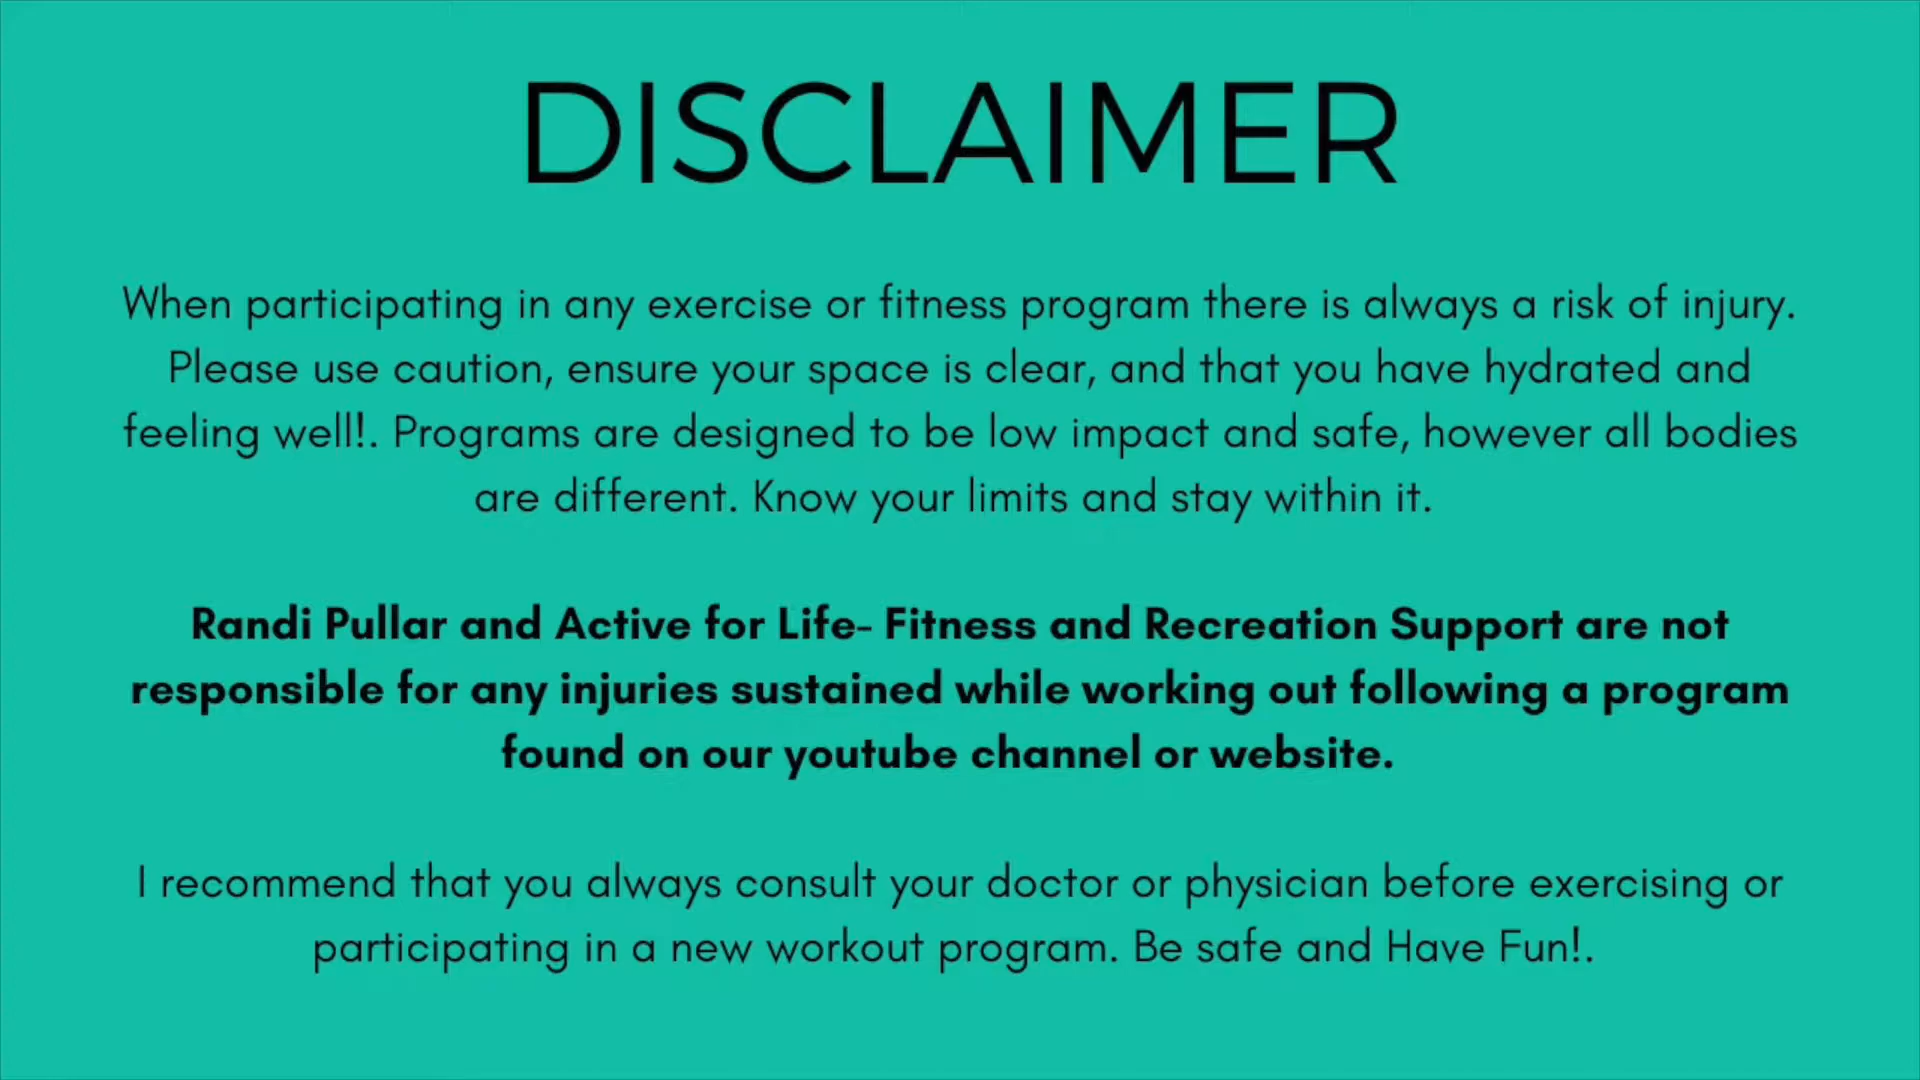 DISCLAIMER
When participating in any exercise or fitness program there is always a risk of injury.
Please use caution, ensure your space is clear, and that you have hydrated and
feeling well!. Programs are designed to be low impact and safe, however all bodies
are different. Know your limits and stay within it.
Randi Pullar and Active for Life- Fitness and Recreation Support are not
responsible for any injuries sustained while working out following a program
found on our youtube channel or website.
I recommend that you always consult your doctor or physician before exercising or
participating in a new workout program. Be safe and Have Fun!.